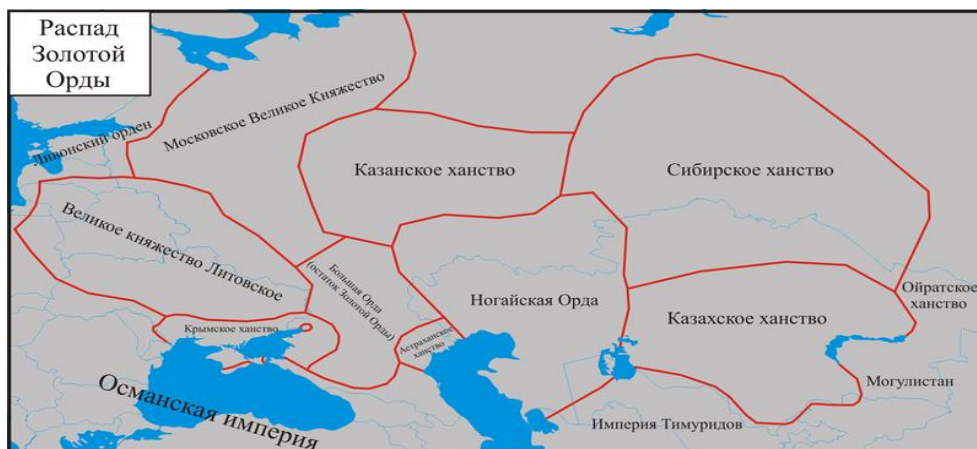 Распад
Золотой
Орды
Московское Великое Княжество
Ливонский орден
Казанское ханство
Сибирское ханство
Великое княжество Литовское
Большая Орда
(остаток Золотой Орды)
Ногайская Орда
Ойратское
ханство
Крымское ханство
Астраханское
ханство
Казахское ханство
Могулистан
Османская империя
Империя Тимуридов